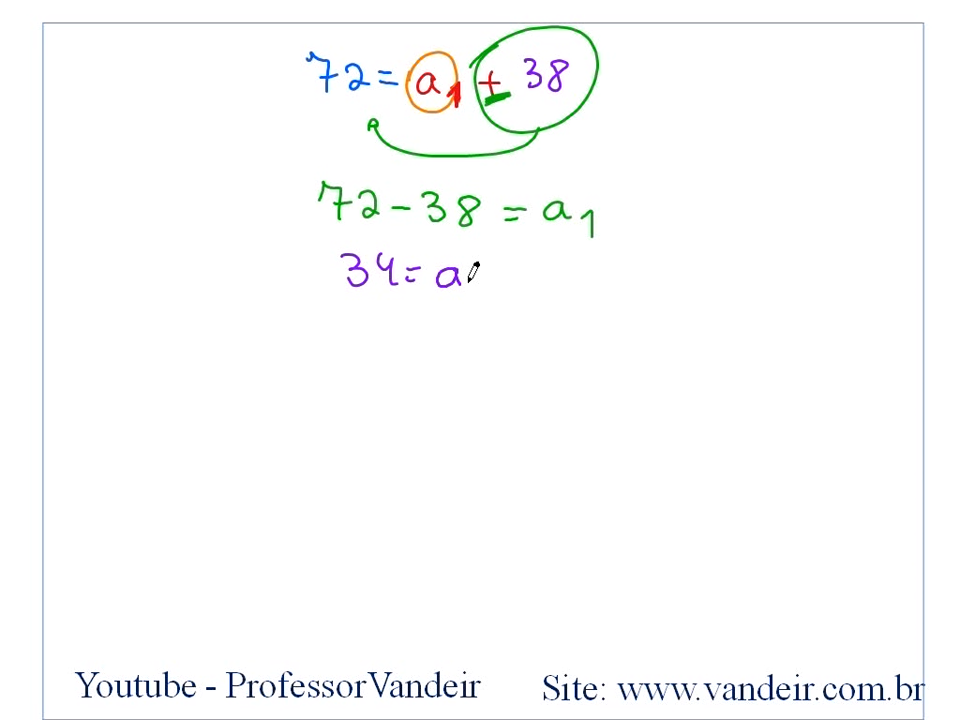 72 = a₁ + 38
72 - 38 = a₁
34 = a
Youtube - ProfessorVandeir
Site: www.vandeir.com.br